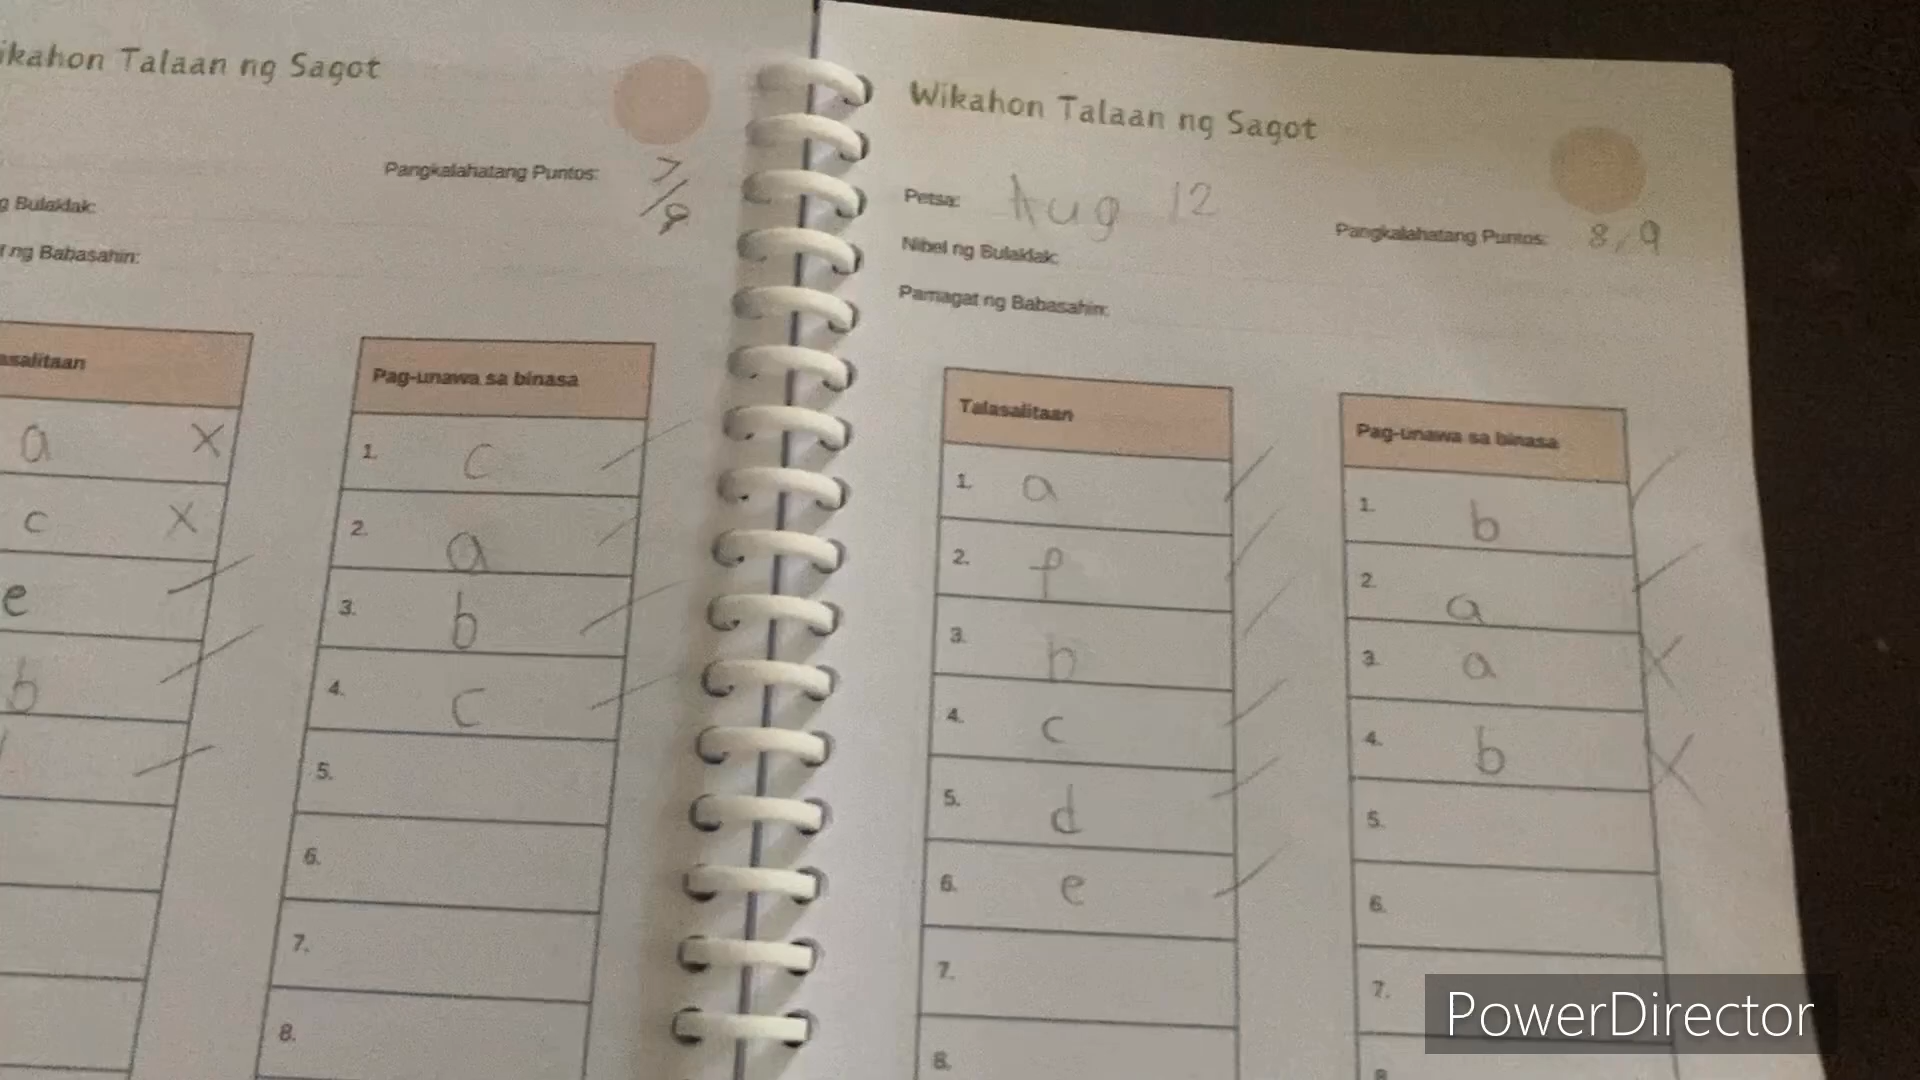 ikahon Talaan ng Sagot
Pangkalahatang Puntos: 7/9
g Bulaklak:
ng Babasahin:
asalitaan
a X
c X
e /
b /
/
Pag-unawa sa binasa
1. c /
2. a /
3. b /
4. c /
5.
6.
7.
8.
Wikahon Talaan ng Sagot
Petsa: Aug 12
Pangkalahatang Puntos: 8/9
Nibel ng Bulaklak:
Pamagat ng Babasahin:
Talasalitaan
1. a /
2. f /
3. b /
4. c /
5. d /
6. e /
7.
8.
Pag-unawa sa binasa
1. b /
2. a /
3. a X
4. b X
5.
6.
7.
8
PowerDirector